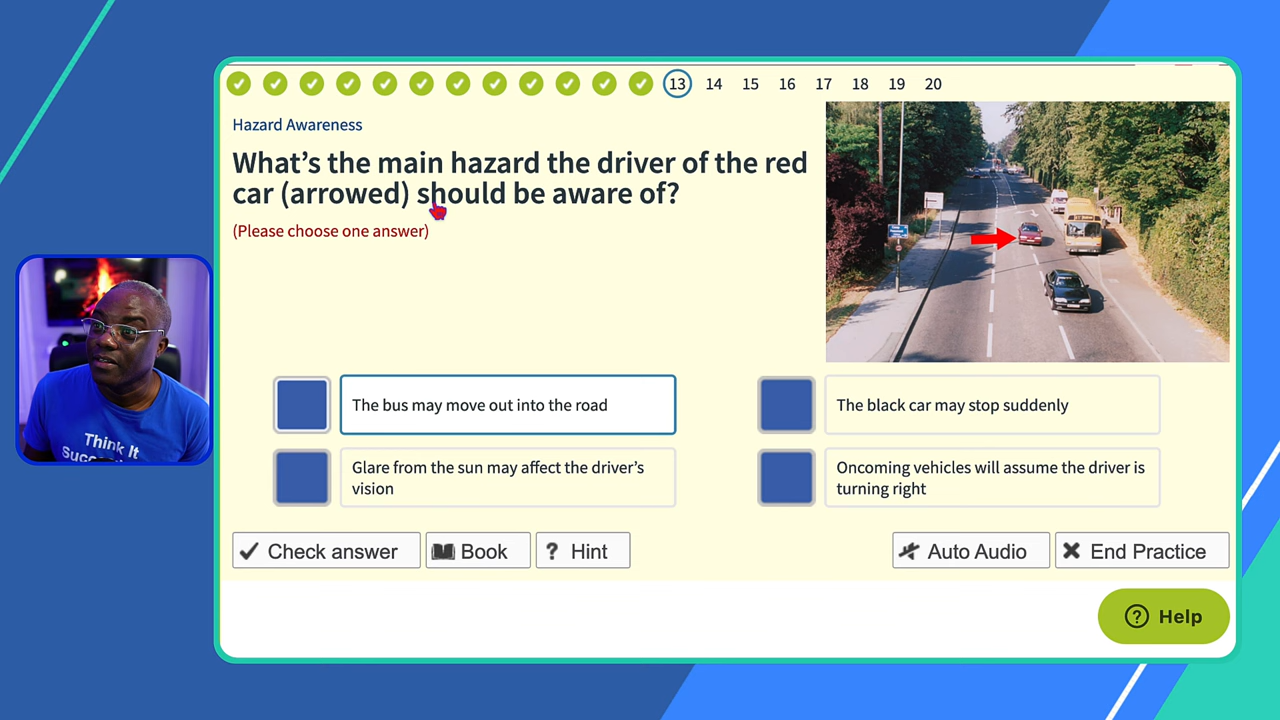 13 14 15 16 17 18 19 20
Hazard Awareness
What’s the main hazard the driver of the red
car (arrowed) should be aware of?
(Please choose one answer)
The bus may move out into the road
The black car may stop suddenly
Glare from the sun may affect the driver’s
vision
Oncoming vehicles will assume the driver is
turning right
Check answer
Book
? Hint
Auto Audio
End Practice
? Help
Think It